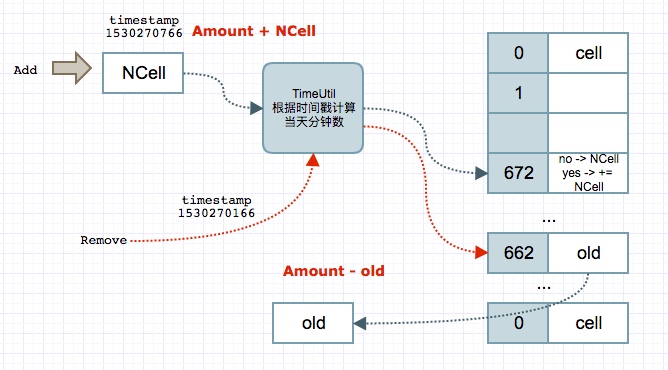 timestamp
1530270766
Amount + NCell
Add
NCell
TimeUtil
根据时间戳计算
当天分钟数
0 cell
1
672
no -> NCell
yes -> +=
NCell
timestamp
1530270166
Remove
...
662 old
Amount - old
...
old
0 cell